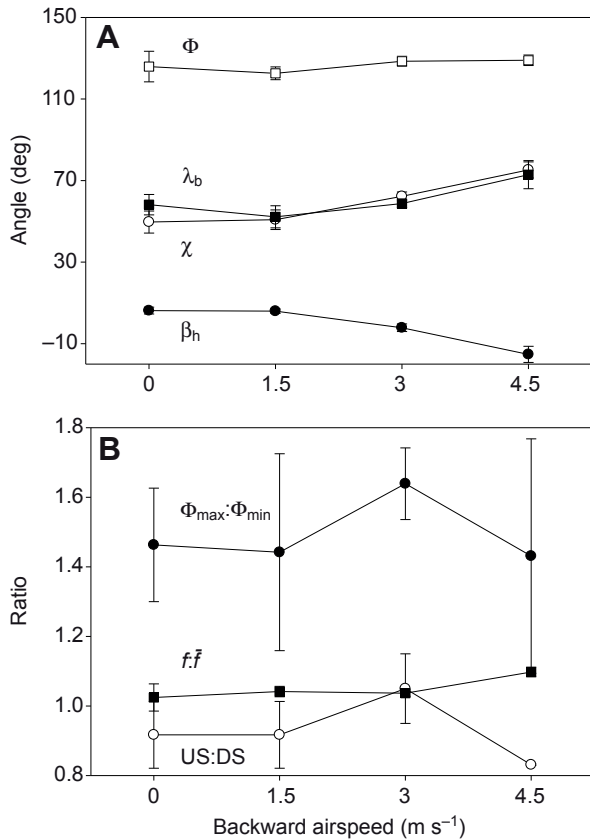 A
150
110
70
30
–10
Angle (deg)
Φ
λb
χ
βh
0 1.5 3 4.5
B
1.8
1.6
1.4
1.2
1.0
0.8
Ratio
Φmax:Φmin
f:f̄
US:DS
0 1.5 3 4.5
Backward airspeed (m s⁻¹)